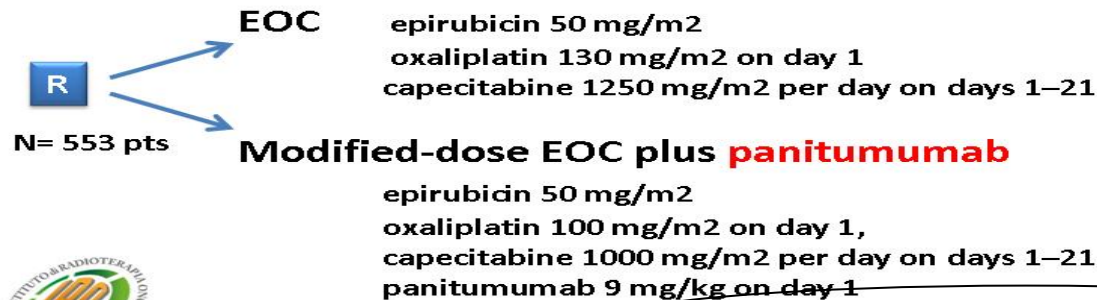 EOC epirubicin 50 mg/m2
oxaliplatin 130 mg/m2 on day 1
capecitabine 1250 mg/m2 per day on days 1–21
R
N= 553 pts
Modified-dose EOC plus panitumumab
epirubicin 50 mg/m2
oxaliplatin 100 mg/m2 on day 1,
capecitabine 1000 mg/m2 per day on days 1–21
panitumumab 9 mg/kg on day 1